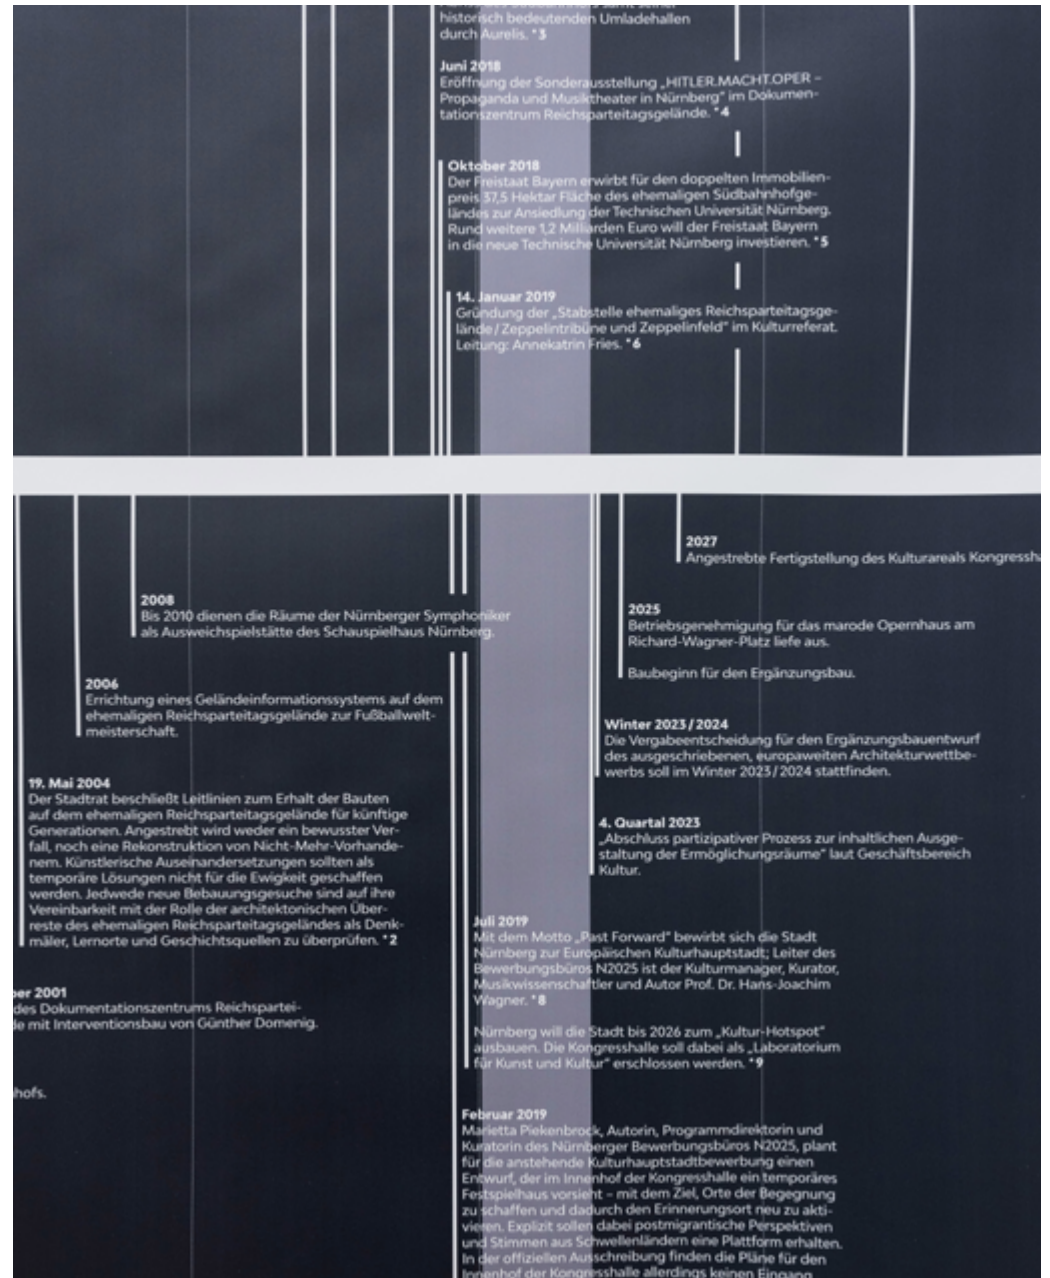 historisch bedeutenden Umladehallen
durch Aurelis. *3
Juni 2018
Eröffnung der Sonderausstellung „HITLER.MACHT.OPER –
Propaganda und Musiktheater in Nürnberg" im Dokumen-
tationszentrum Reichsparteitagsgelände. *4
Oktober 2018
Der Freistaat Bayern erwirbt für den doppelten Immobilien-
preis 37,5 Hektar Fläche des ehemaligen Südbahnhofge-
ländes zur Ansiedlung der Technischen Universität Nürnberg.
Rund weitere 1,2 Milliarden Euro will der Freistaat Bayern
in die neue Technische Universität Nürnberg investieren. *5
14. Januar 2019
Gründung der „Stabstelle ehemaliges Reichsparteitagsge-
lände / Zeppelintribüne und Zeppelinfeld" im Kulturreferat.
Leitung: Annekatrin Fries. *6
2027
Angestrebte Fertigstellung des Kulturareals Kongressha
2008
Bis 2010 dienen die Räume der Nürnberger Symphoniker
als Ausweichspielstätte des Schauspielhaus Nürnberg.
2025
Betriebsgenehmigung für das marode Opernhaus am
Richard-Wagner-Platz liefe aus.
Baubeginn für den Ergänzungsbau.
2006
Errichtung eines Geländeinformationssystems auf dem
ehemaligen Reichsparteitagsgelände zur Fußballwelt-
meisterschaft.
Winter 2023 / 2024
Die Vergabeentscheidung für den Ergänzungsbauentwurf
des ausgeschriebenen, europaweiten Architekturwettbe-
werbs soll im Winter 2023 / 2024 stattfinden.
19. Mai 2004
Der Stadtrat beschließt Leitlinien zum Erhalt der Bauten
auf dem ehemaligen Reichsparteitagsgelände für künftige
Generationen. Angestrebt wird weder ein bewusster Ver-
fall, noch eine Rekonstruktion von Nicht-Mehr-Vorhande-
nem. Künstlerische Auseinandersetzungen sollten als
temporäre Lösungen nicht für die Ewigkeit geschaffen
werden. Jedwede neue Bebauungsgesuche sind auf ihre
Vereinbarkeit mit der Rolle der architektonischen Über-
reste des ehemaligen Reichsparteitagsgeländes als Denk-
mäler, Lernorte und Geschichtsquellen zu überprüfen. *2
4. Quartal 2023
„Abschluss partizipativer Prozess zur inhaltlichen Ausge-
staltung der Ermöglichungsräume" laut Geschäftsbereich
Kultur.
Juli 2019
Mit dem Motto „Past Forward" bewirbt sich die Stadt
Nürnberg zur Europäischen Kulturhauptstadt; Leiter des
Bewerbungsbüros N2025 ist der Kulturmanager, Kurator,
Musikwissenschaftler und Autor Prof. Dr. Hans-Joachim
Wagner. *8
Nürnberg will die Stadt bis 2026 zum „Kultur-Hotspot"
ausbauen. Die Kongresshalle soll dabei als „Laboratorium
für Kunst und Kultur" erschlossen werden. *9
ber 2001
des Dokumentationszentrums Reichspartei-
de mit Interventionsbau von Günther Domenig.
hofs.
Februar 2019
Marietta Piekenbrock, Autorin, Programmdirektorin und
Kuratorin des Nürnberger Bewerbungsbüros N2025, plant
für die anstehende Kulturhauptstadtbewerbung einen
Entwurf, der im Innenhof der Kongresshalle ein temporäres
Festspielhaus vorsieht – mit dem Ziel, Orte der Begegnung
zu schaffen und dadurch den Erinnerungsort neu zu akti-
vieren. Explizit sollen dabei postmigrantische Perspektiven
und Stimmen aus Schwellenländern eine Plattform erhalten.
In der offiziellen Ausschreibung finden die Pläne für den
Innenhof der Kongresshalle allerdings keinen Eingang